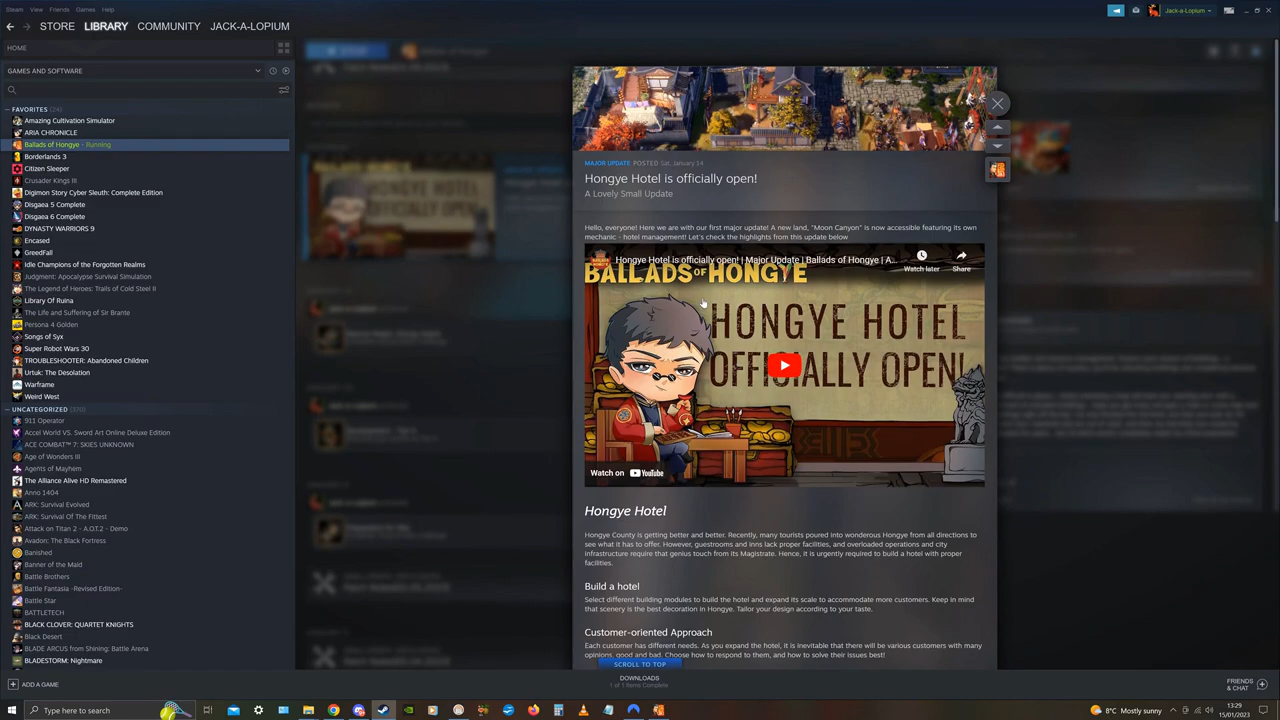 Steam View Friends Games Help
JACK-A-LOPIUM
STORE LIBRARY COMMUNITY JACK-A-LOPIUM
HOME
GAMES AND SOFTWARE
FAVORITES (24)
Amazing Cultivation Simulator
ARIA CHRONICLE
Ballads of Hongye - Running
Borderlands 3
Citizen Sleeper
Crusader Kings III
Digimon Story Cyber Sleuth: Complete Edition
Disgaea 5 Complete
Disgaea 6 Complete
DYNASTY WARRIORS 9
Encased
GreedFall
Idle Champions of the Forgotten Realms
Judgment: Apocalypse Survival Simulation
The Legend of Heroes: Trails of Cold Steel II
Library Of Ruina
The Life and Suffering of Sir Brante
Persona 4 Golden
Songs of Syx
Super Robot Wars 30
TROUBLESHOOTER: Abandoned Children
Urtuk: The Desolation
Warframe
Weird West
UNCATEGORIZED (370)
911 Operator
Accel World VS. Sword Art Online Deluxe Edition
ACE COMBAT™ 7: SKIES UNKNOWN
Age of Wonders III
Agents of Mayhem
The Alliance Alive HD Remastered
Anno 1404
ARK: Survival Evolved
ARK: Survival Of The Fittest
Attack on Titan 2 - A.O.T.2 - Demo
Avadon: The Black Fortress
Banished
Banner of the Maid
Battle Brothers
Battle Fantasia -Revised Edition-
Battle Star
BATTLETECH
BLACK CLOVER: QUARTET KNIGHTS
Black Desert
BLADE ARCUS from Shining: Battle Arena
BLADESTORM: Nightmare
ADD A GAME
MAJOR UPDATE POSTED Sat, January 14
Hongye Hotel is officially open!
A Lovely Small Update
Hello, everyone! Here we are with our first major update! A new land, "Moon Canyon" is now accessible featuring its own
mechanic - hotel management! Let's check the highlights from this update below
Hongye Hotel is officially open! | Major Update | Ballads of Hongye | A...
Watch later Share
BALLADS OF HONGYE
HONGYE HOTEL
OFFICIALLY OPEN!
Watch on YouTube
Hongye Hotel
Hongye County is getting better and better. Recently, many tourists poured into wonderous Hongye from all directions to
see what it has to offer. However, guestrooms and inns lack proper facilities, and overloaded operations and city
infrastructure require that genius touch from its Magistrate. Hence, it is urgently required to build a hotel with proper
facilities.
Build a hotel
Select different building modules to build the hotel and expand its scale to accommodate more customers. Keep in mind
that scenery is the best decoration in Hongye. Tailor your design according to your taste.
Customer-oriented Approach
Each customer has different needs. As you expand the hotel, it is inevitable that there will be various customers with many
opinions, good and bad. Choose how to respond to them, and how to solve their issues best!
SCROLL TO TOP
DOWNLOADS
1 of 1 Items Complete
FRIENDS
& CHAT
Type here to search
8°C Mostly sunny
13:29
15/01/2023